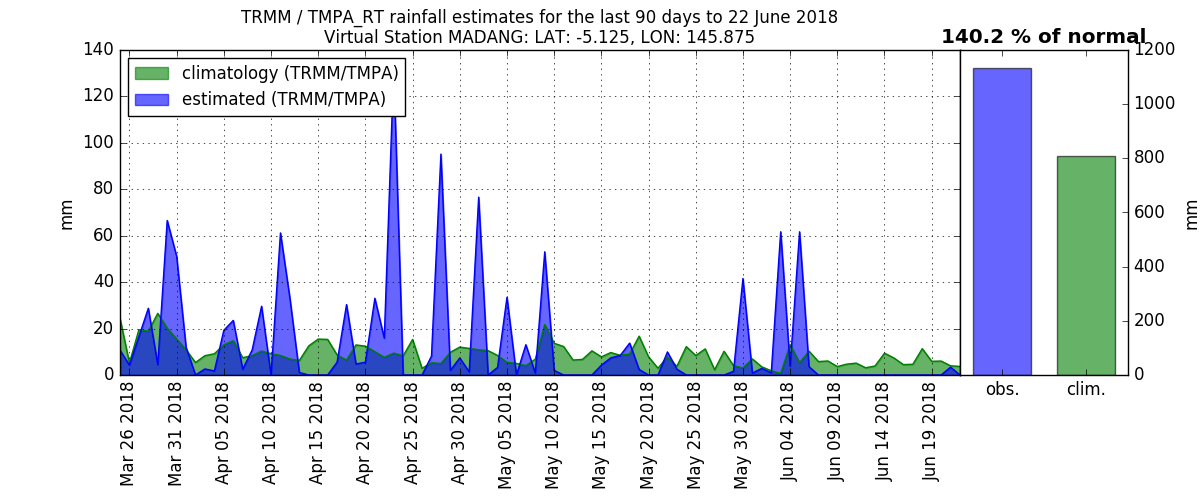 TRMM / TMPA_RT rainfall estimates for the last 90 days to 22 June 2018
Virtual Station MADANG: LAT: -5.125, LON: 145.875
140.2 % of normal
climatology (TRMM/TMPA)
estimated (TRMM/TMPA)
mm
140
120
100
80
60
40
20
0
Mar 26 2018
Mar 31 2018
Apr 05 2018
Apr 10 2018
Apr 15 2018
Apr 20 2018
Apr 25 2018
Apr 30 2018
May 05 2018
May 10 2018
May 15 2018
May 20 2018
May 25 2018
May 30 2018
Jun 04 2018
Jun 09 2018
Jun 14 2018
Jun 19 2018
obs.
clim.
1200
1000
800
600
400
200
0
mm